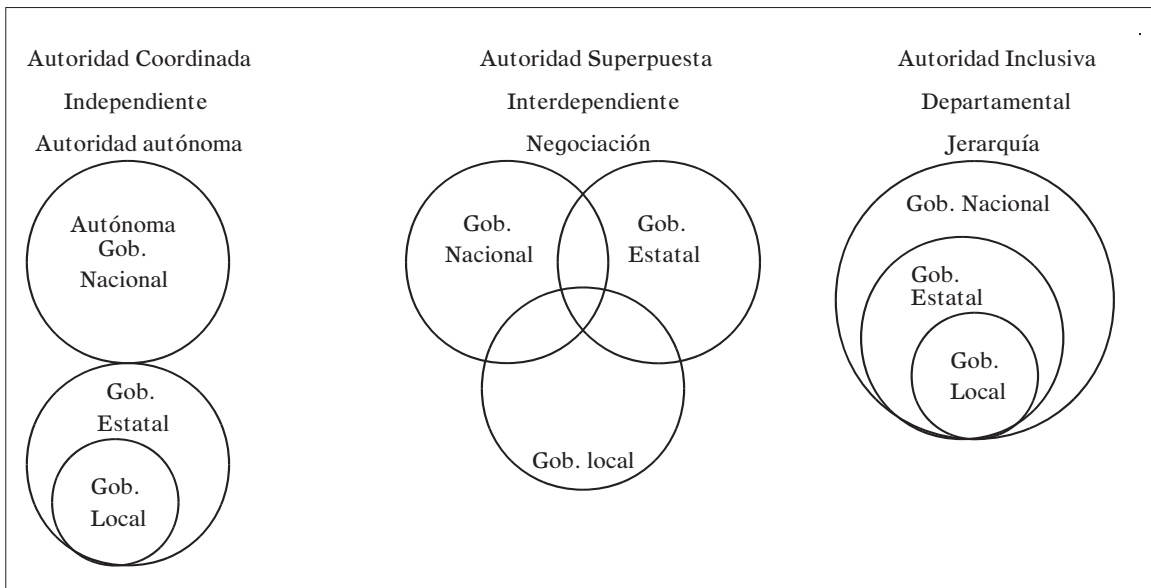 Autoridad Coordinada
Independiente
Autoridad autónoma
Autónoma
Gob.
Nacional
Gob.
Estatal
Gob.
Local
Autoridad Superpuesta
Interdependiente
Negociación
Gob.
Nacional
Gob.
Estatal
Gob. local
Autoridad Inclusiva
Departamental
Jerarquía
Gob. Nacional
Gob.
Estatal
Gob.
Local